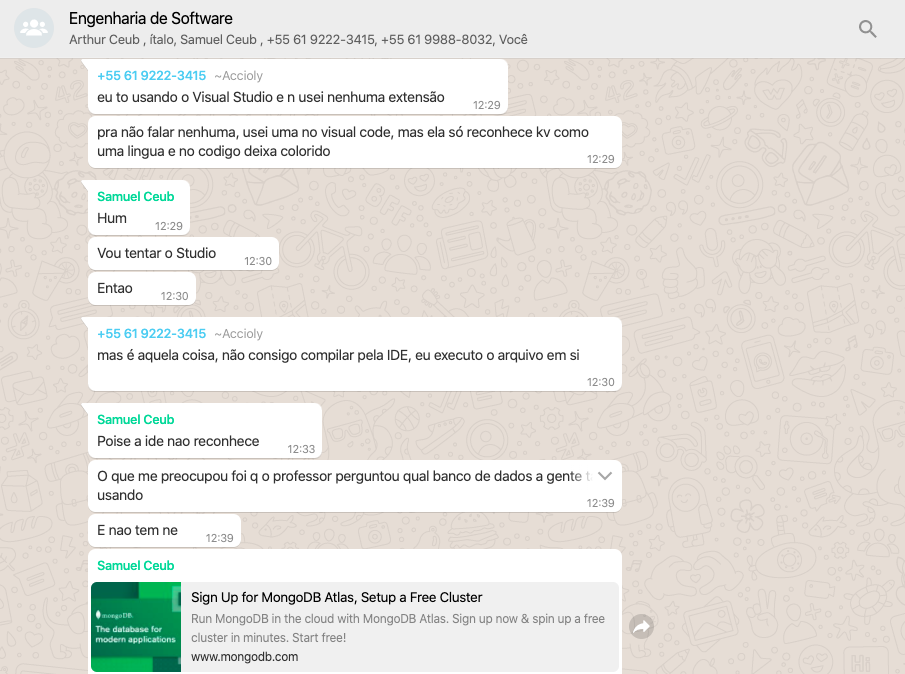 Engenharia de Software
Arthur Ceub , ítalo, Samuel Ceub , +55 61 9222-3415, +55 61 9988-8032, Você
+55 61 9222-3415 ~Accioly
eu to usando o Visual Studio e n usei nenhuma extensão
12:29
pra não falar nenhuma, usei uma no visual code, mas ela só reconhece kv como
uma lingua e no codigo deixa colorido
12:29
Samuel Ceub
Hum
12:29
Vou tentar o Studio
12:30
Entao
12:30
+55 61 9222-3415 ~Accioly
mas é aquela coisa, não consigo compilar pela IDE, eu executo o arquivo em si
12:30
Samuel Ceub
Poise a ide nao reconhece
12:33
O que me preocupou foi q o professor perguntou qual banco de dados a gente
usando
12:39
E nao tem ne
12:39
Samuel Ceub
mongoDB.
The database for
modern applications
Sign Up for MongoDB Atlas, Setup a Free Cluster
Run MongoDB in the cloud with MongoDB Atlas. Sign up now & spin up a free
cluster in minutes. Start free!
www.mongodb.com